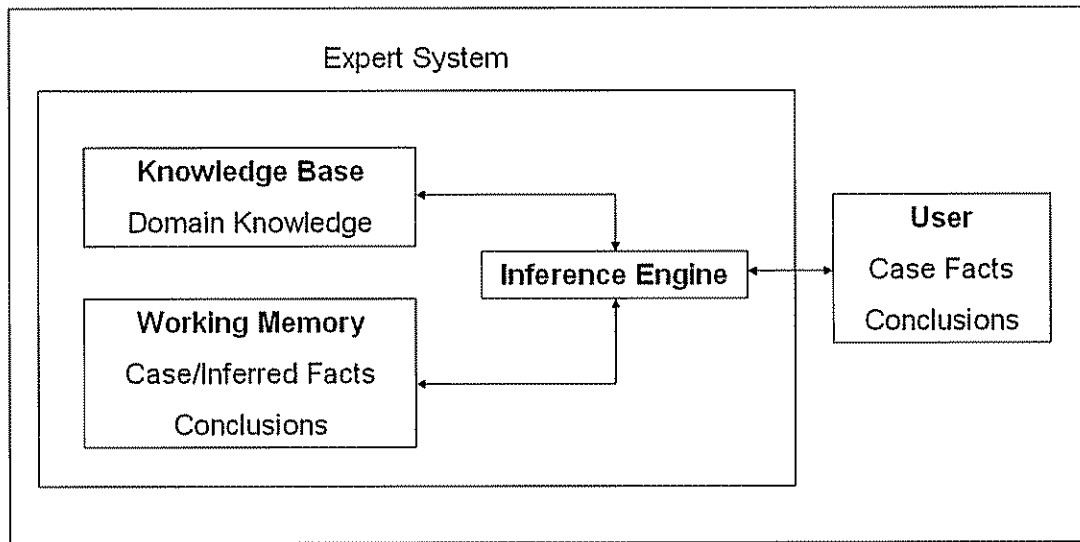 Expert System
Knowledge Base
Domain Knowledge
Inference Engine
Working Memory
Case/Inferred Facts
Conclusions
User
Case Facts
Conclusions